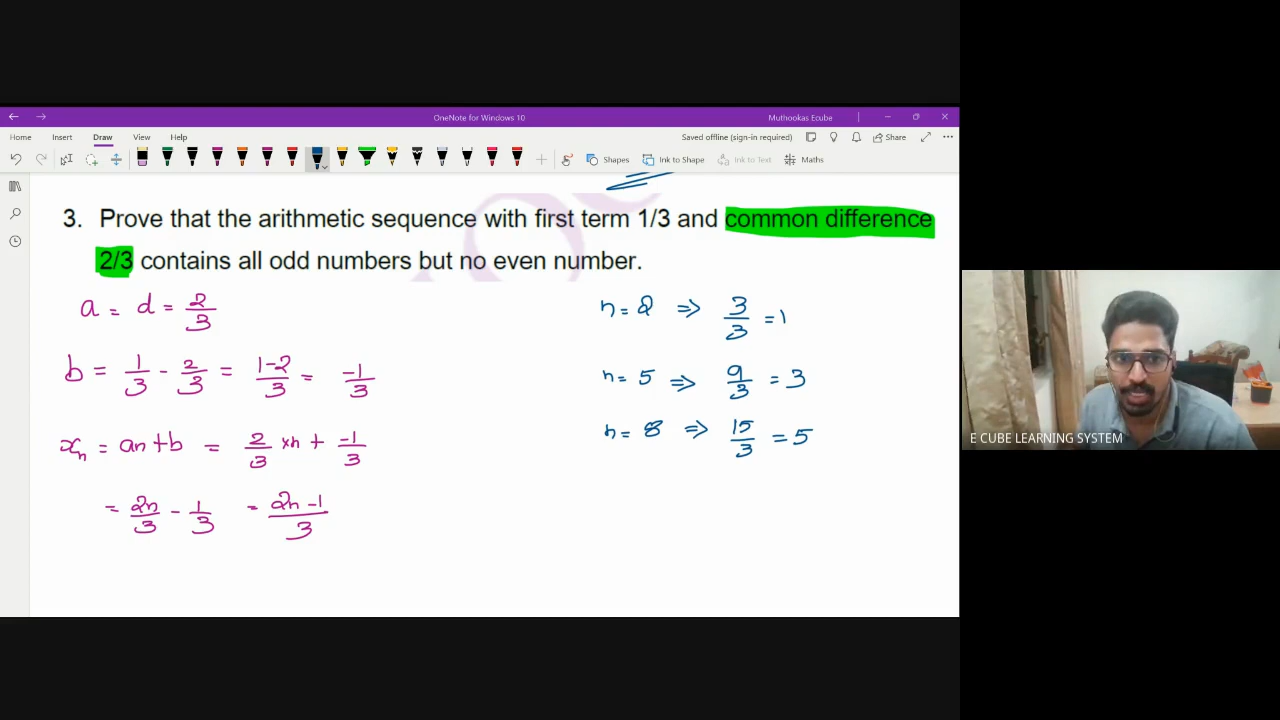 OneNote for Windows 10
Muthookas Ecube
Home Insert Draw View Help
Saved offline (sign-in required)
Share
Shapes
Ink to Shape
Ink to Text
Maths
3. Prove that the arithmetic sequence with first term 1/3 and common difference
2/3 contains all odd numbers but no even number.
a = d = 2/3
b = 1/3 - 2/3 = 1-2/3 = -1/3
xₙ = an+b = 2/3 ×n + -1/3
= 2n/3 - 1/3 = 2n-1/3
n = 2 ⇒ 3/3 = 1
n = 5 ⇒ 9/3 = 3
n = 8 ⇒ 15/3 = 5
E CUBE LEARNING SYSTEM